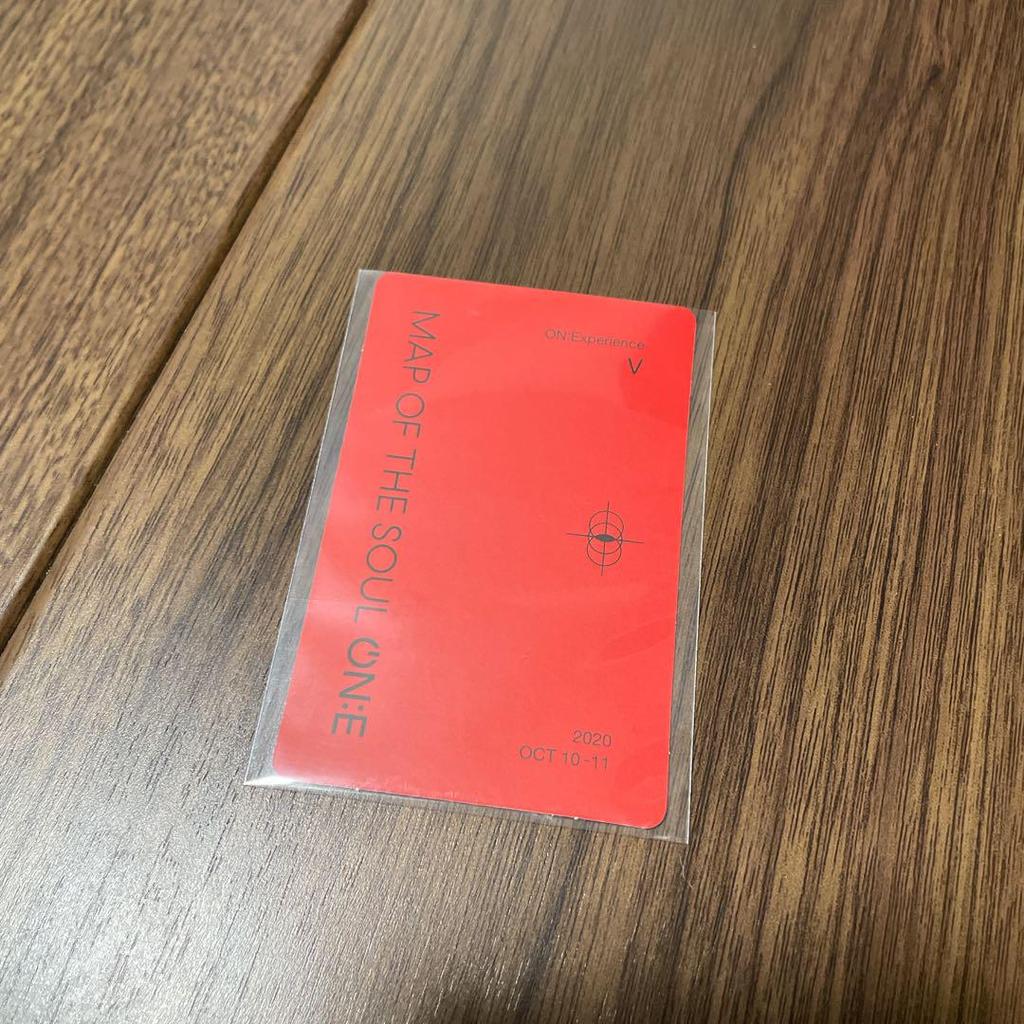 ON:Experience
V
MAP OF THE SOUL ON:E
2020
OCT 10-11